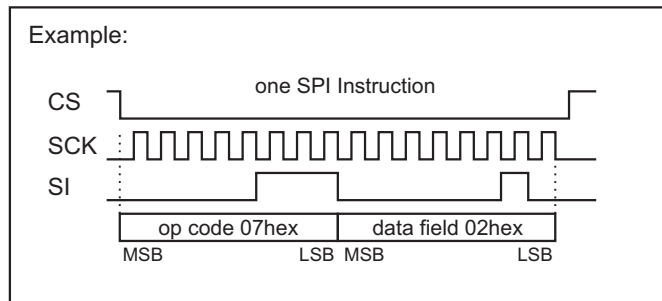 Example:
one SPI Instruction
CS
SCK
SI
op code 07hex data field 02hex
MSB LSB MSB LSB